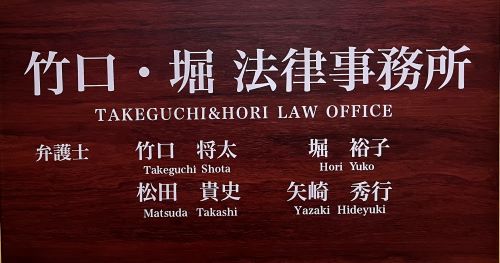 竹口・堀 法律事務所
TAKEGUCHI&HORI LAW OFFICE
弁護士 竹口 将太 堀 裕子
Takeguchi Shota Hori Yuko
松田 貴史 矢崎 秀行
Matsuda Takashi Yazaki Hideyuki